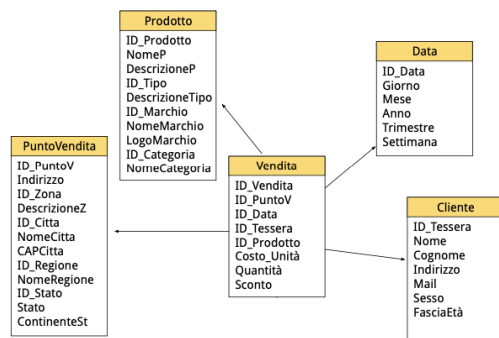 Prodotto
ID_Prodotto
NomeP
DescrizioneP
ID_Tipo
DescrizioneTipo
ID_Marchio
NomeMarchio
LogoMarchio
ID_Categoria
NomeCategoria
Data
ID_Data
Giorno
Mese
Anno
Trimestre
Settimana
PuntoVendita
ID_PuntoV
Indirizzo
ID_Zona
DescrizioneZ
ID_Citta
NomeCitta
CAPCitta
ID_Regione
NomeRegione
ID_Stato
Stato
ContinenteSt
Vendita
ID_Vendita
ID_PuntoV
ID_Data
ID_Tessera
ID_Prodotto
Costo_Unità
Quantità
Sconto
Cliente
ID_Tessera
Nome
Cognome
Indirizzo
Mail
Sesso
FasciaEtà